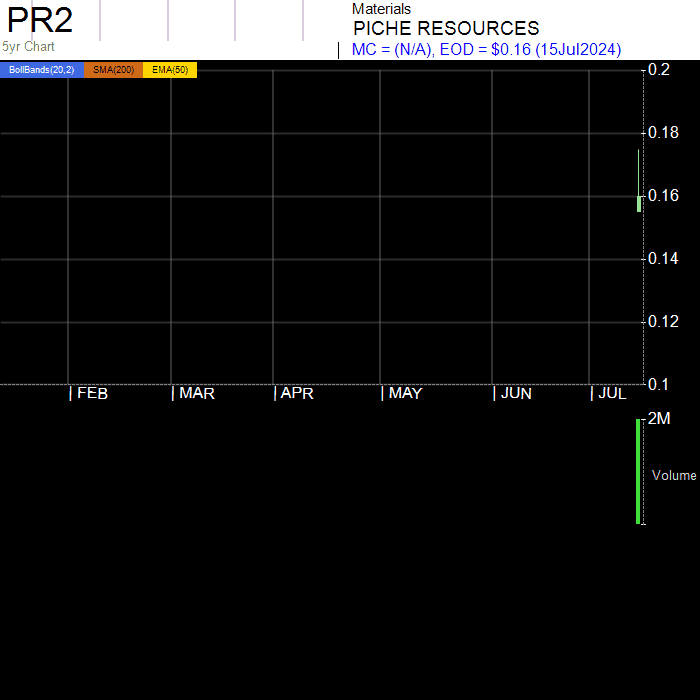 PR2
5yr Chart
Materials
PICHE RESOURCES
| MC = (N/A), EOD = $0.16 (15Jul2024)
BollBands(20,2) SMA(200) EMA(50)
0.2
0.18
0.16
0.14
0.12
0.1
| FEB | MAR | APR | MAY | JUN | JUL
2M
Volume